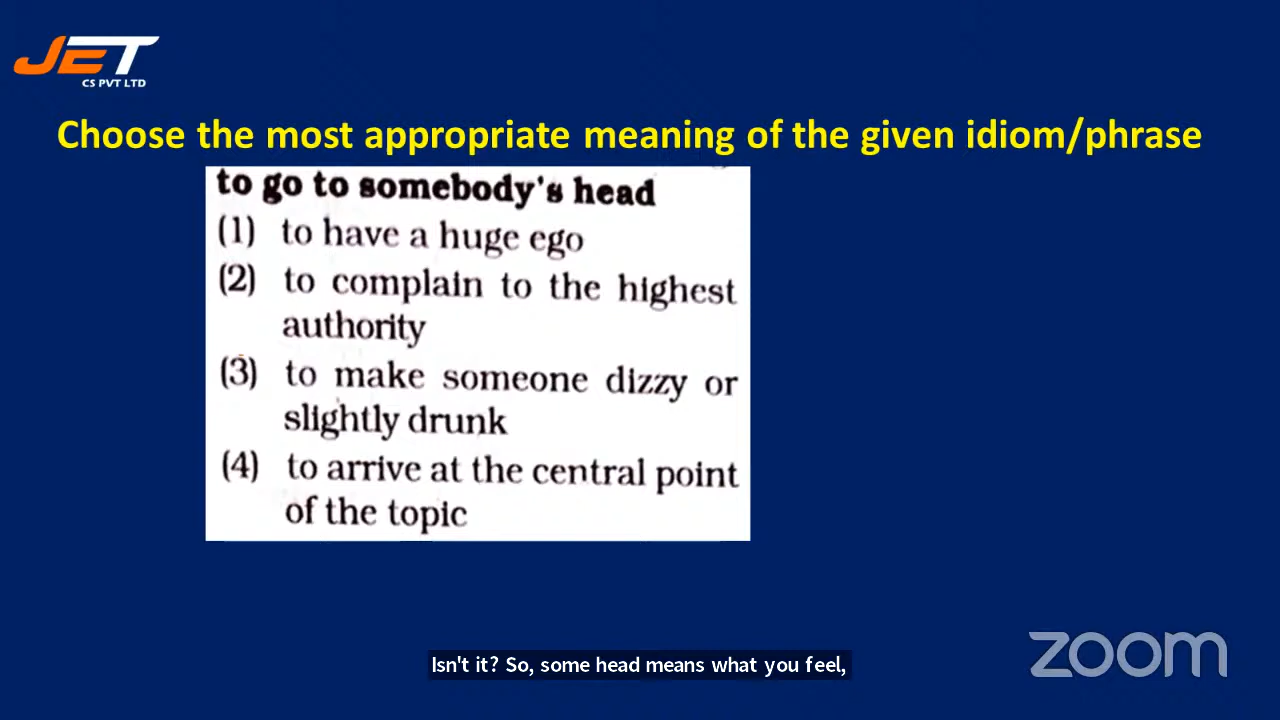 JET
CS PVT LTD
Choose the most appropriate meaning of the given idiom/phrase
to go to somebody's head
(1) to have a huge ego
(2) to complain to the highest
authority
(3) to make someone dizzy or
slightly drunk
(4) to arrive at the central point
of the topic
Isn't it? So, some head means what you feel,
zoom